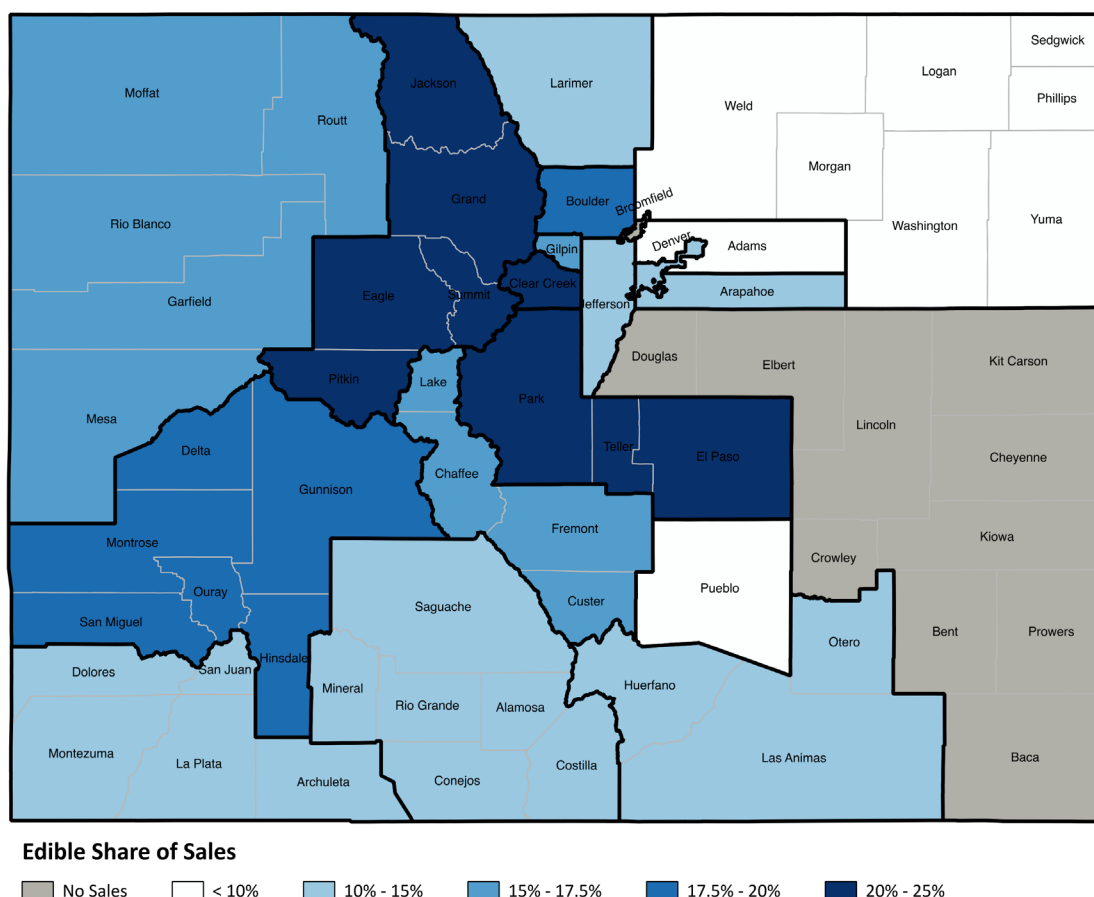 Sedgwick
Logan
Jackson
Larimer
Moffat
Phillips
Weld
Routt
Morgan
Grand
Boulder
Broomfield
Rio Blanco
Washington
Yuma
Denver
Adams
Gilpin
Clear Creek
Arapahoe
Eagle
Summit
Garfield
Jefferson
Douglas
Elbert
Kit Carson
Pitkin
Lake
Park
Mesa
Lincoln
Delta
Teller
El Paso
Cheyenne
Chaffee
Gunnison
Fremont
Kiowa
Montrose
Crowley
Ouray
Pueblo
Custer
Saguache
San Miguel
Bent
Prowers
Otero
Hinsdale
San Juan
Dolores
Mineral
Huerfano
Rio Grande
Alamosa
Montezuma
La Plata
Costilla
Las Animas
Baca
Archuleta
Conejos
Edible Share of Sales
No Sales < 10% 10% - 15% 15% - 17.5% 17.5% - 20% 20% - 25%